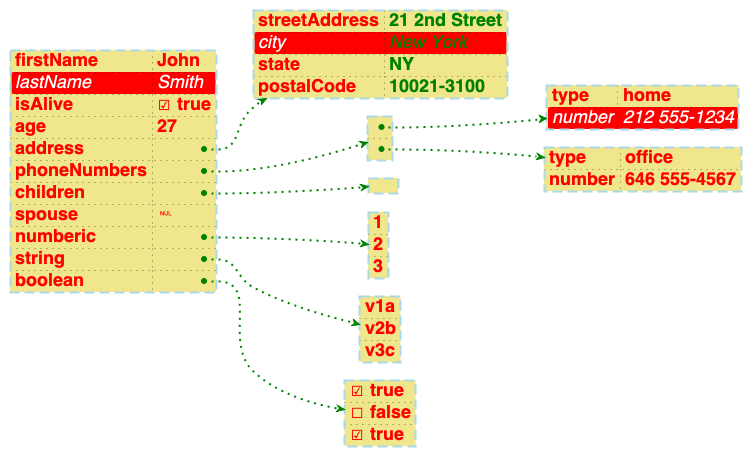 firstName John
lastName Smith
isAlive ☑ true
age 27
address
phoneNumbers
children
spouse NUL
numberic
string
boolean
streetAddress 21 2nd Street
city New York
state NY
postalCode 10021-3100
type home
number 212 555-1234
type office
number 646 555-4567
1
2
3
v1a
v2b
v3c
☑ true
☐ false
☑ true